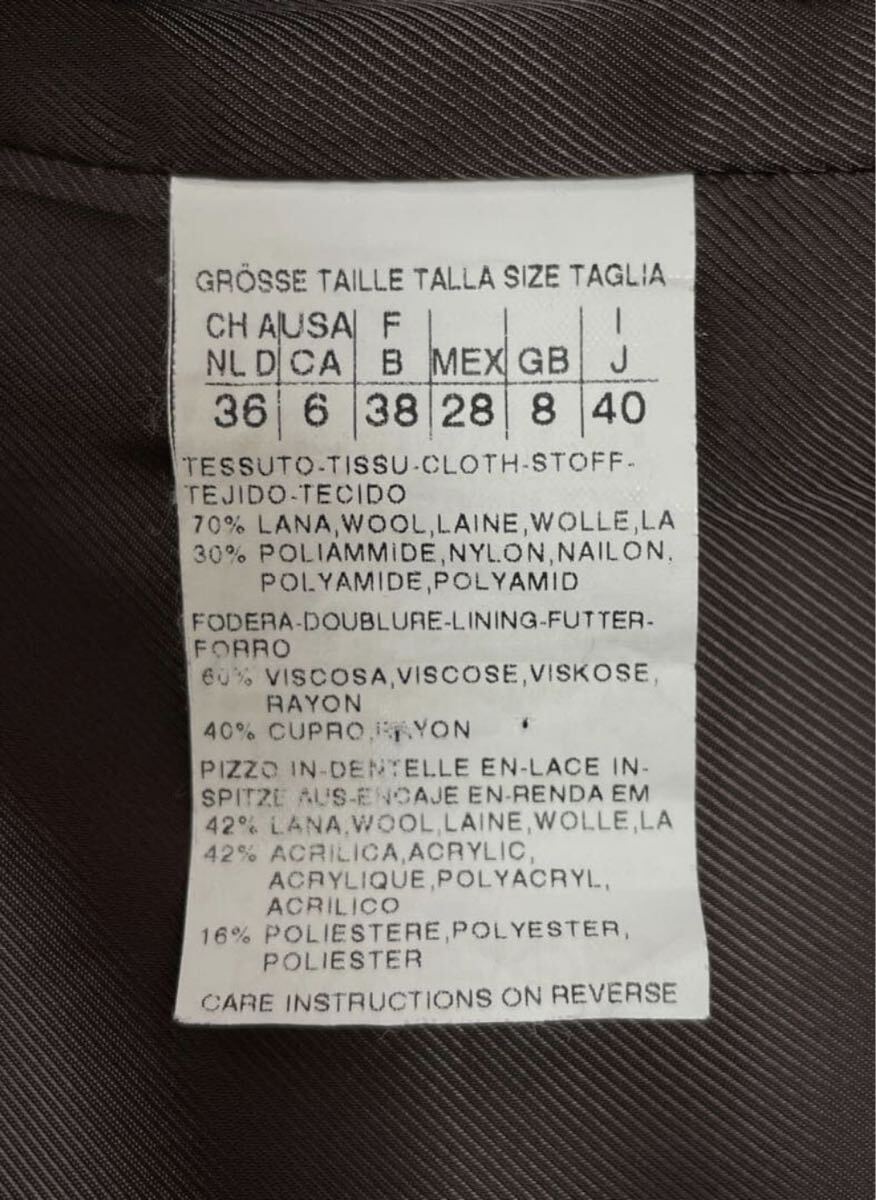 GRÖSSE TAILLE TALLA SIZE TAGLIA
CH A USA F I
NL D CA B MEX GB J
36 6 38 28 8 40
TESSUTO-TISSU-CLOTH-STOFF-
TEJIDO-TECIDO
70% LANA,WOOL,LAINE,WOLLE,LA
30% POLIAMMIDE,NYLON,NAILON,
POLYAMIDE,POLYAMID
FODERA-DOUBLURE-LINING-FUTTER-
FORRO
60% VISCOSA,VISCOSE,VISKOSE,
RAYON
40% CUPRO,RAYON
PIZZO IN-DENTELLE EN-LACE IN-
SPITZE AUS-ENCAJE EN-RENDA EM
42% LANA,WOOL,LAINE,WOLLE,LA
42% ACRILICA,ACRYLIC,
ACRYLIQUE,POLYACRYL,
ACRILICO
16% POLIESTERE,POLYESTER,
POLIESTER
CARE INSTRUCTIONS ON REVERSE